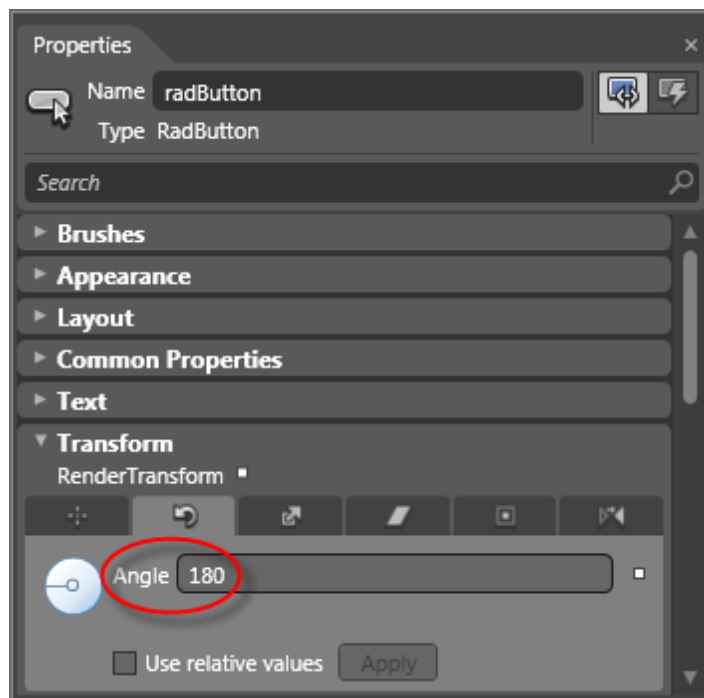 Properties
Name radButton
Type RadButton
Search
Brushes
Appearance
Layout
Common Properties
Text
Transform
RenderTransform
Angle 180
Use relative values Apply